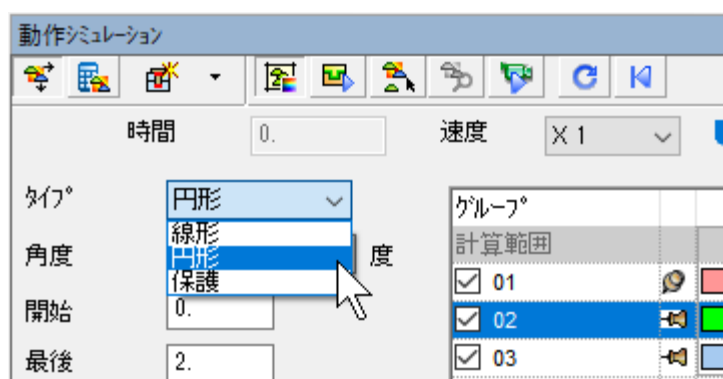 動作ｼﾐｭﾚｰｼｮﾝ
時間 0. 速度 X 1
ﾀｲﾌﾟ 円形
線形
円形
保護
角度 度
開始 0.
最後 2.
ｸﾞﾙｰﾌﾟ
計算範囲
01
02
03